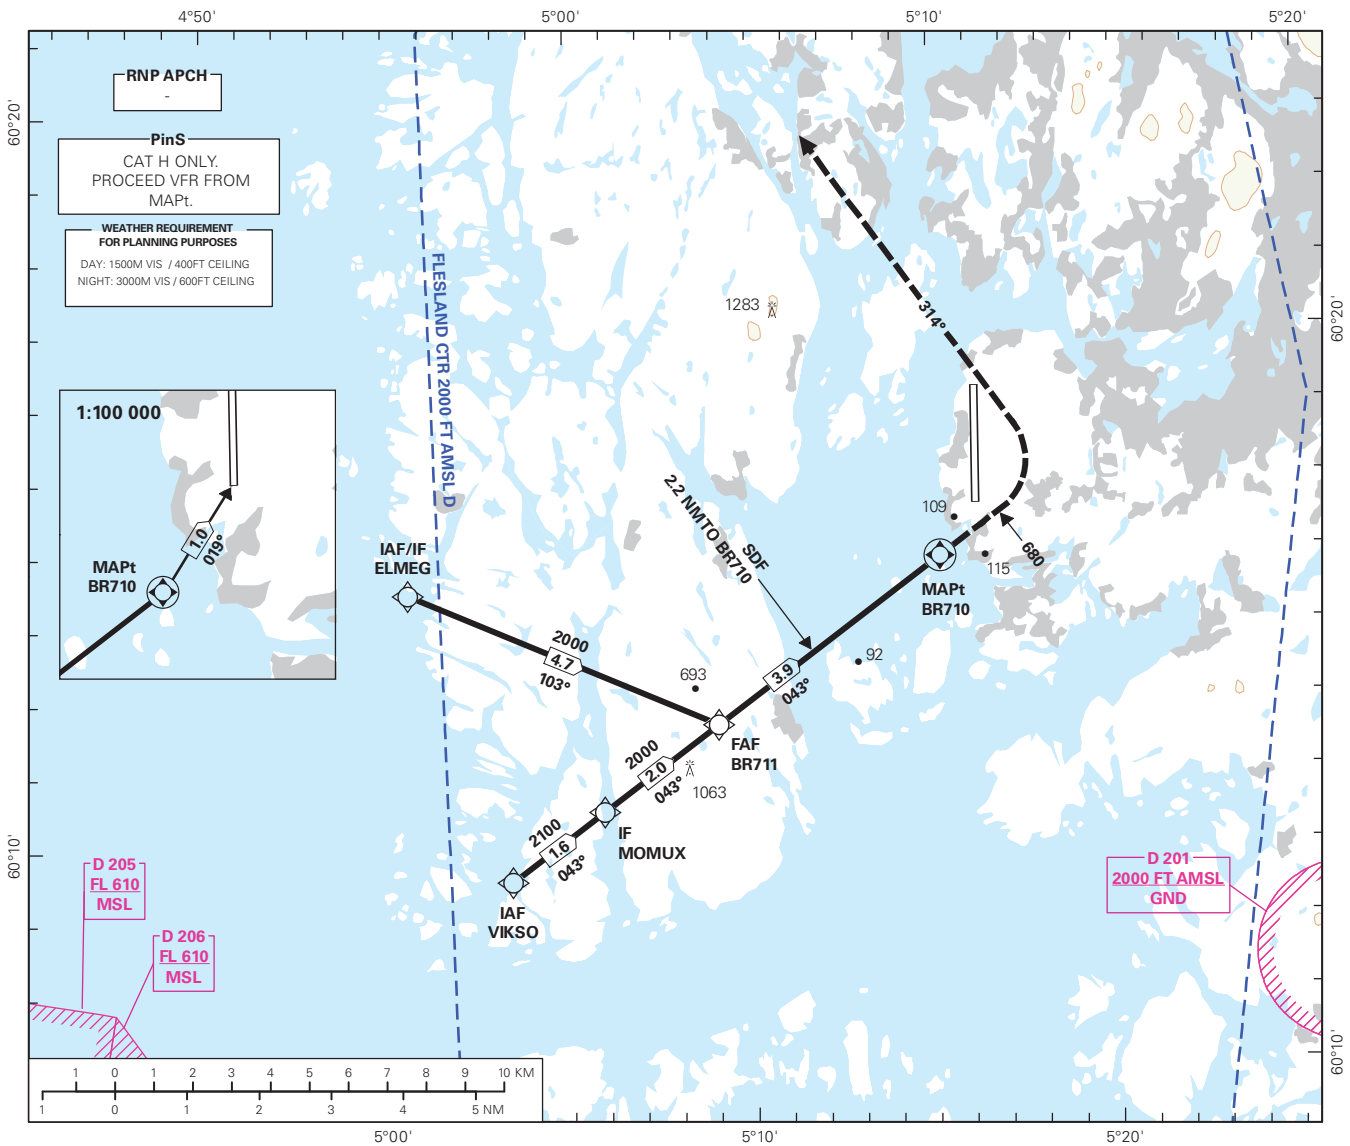 4°50'
5°00'
5°10'
5°20'
60°20'
RNP APCH
-
PinS
CAT H ONLY.
PROCEED VFR FROM
MAPt.
WEATHER REQUIREMENT
FOR PLANNING PURPOSES
DAY: 1500M VIS / 400FT CEILING
NIGHT: 3000M VIS / 600FT CEILING
FLESLAND CTR 2000 FT AMSL D
1283
314°
60°20'
1:100 000
MAPt
BR710
1.0
019°
IAF/IF
ELMEG
2000
4.7
103°
SDF
2.2 NMTO BR710
109
115
680
MAPt
BR710
92
693
3.9
043°
FAF
BR711
2000
2.0
043°
1063
IF
MOMUX
2100
1.6
043°
IAF
VIKSO
60°10'
D 205
FL 610
MSL
D 206
FL 610
MSL
D 201
2000 FT AMSL
GND
60°10'
1 0 1 2 3 4 5 6 7 8 9 10 KM
1 0 1 2 3 4 5 NM
5°00'
5°10'
5°20'